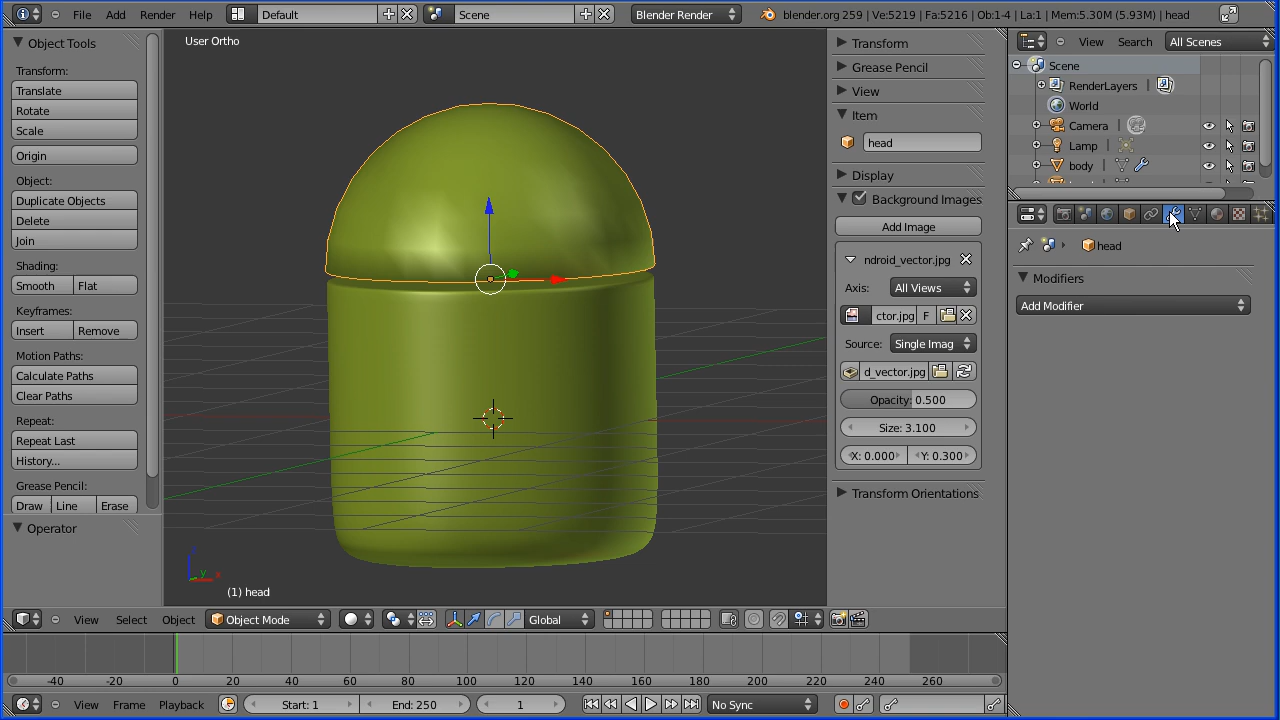 File Add Render Help Default Scene Blender Render blender.org 259 | Ve:5219 | Fa:5216 | Ob:1-4 | La:1 | Mem:5.30M (5.93M) | head
Object Tools
Transform:
Translate
Rotate
Scale
Origin
Object:
Duplicate Objects
Delete
Join
Shading:
Smooth Flat
Keyframes:
Insert Remove
Motion Paths:
Calculate Paths
Clear Paths
Repeat:
Repeat Last
History...
Grease Pencil:
Draw Line Erase
Operator
User Ortho
z
y x
(1) head
Transform
Grease Pencil
View
Item
head
Display
Background Images
Add Image
ndroid_vector.jpg
Axis: All Views
ctor.jpg F
Source: Single Imag
d_vector.jpg
Opacity: 0.500
Size: 3.100
X: 0.000 Y: 0.300
Transform Orientations
View Search All Scenes
Scene
RenderLayers
World
Camera
Lamp
body
head
Modifiers
Add Modifier
View Select Object Object Mode Global
-40 -20 0 20 40 60 80 100 120 140 160 180 200 220 240 260
View Frame Playback Start: 1 End: 250 1 No Sync